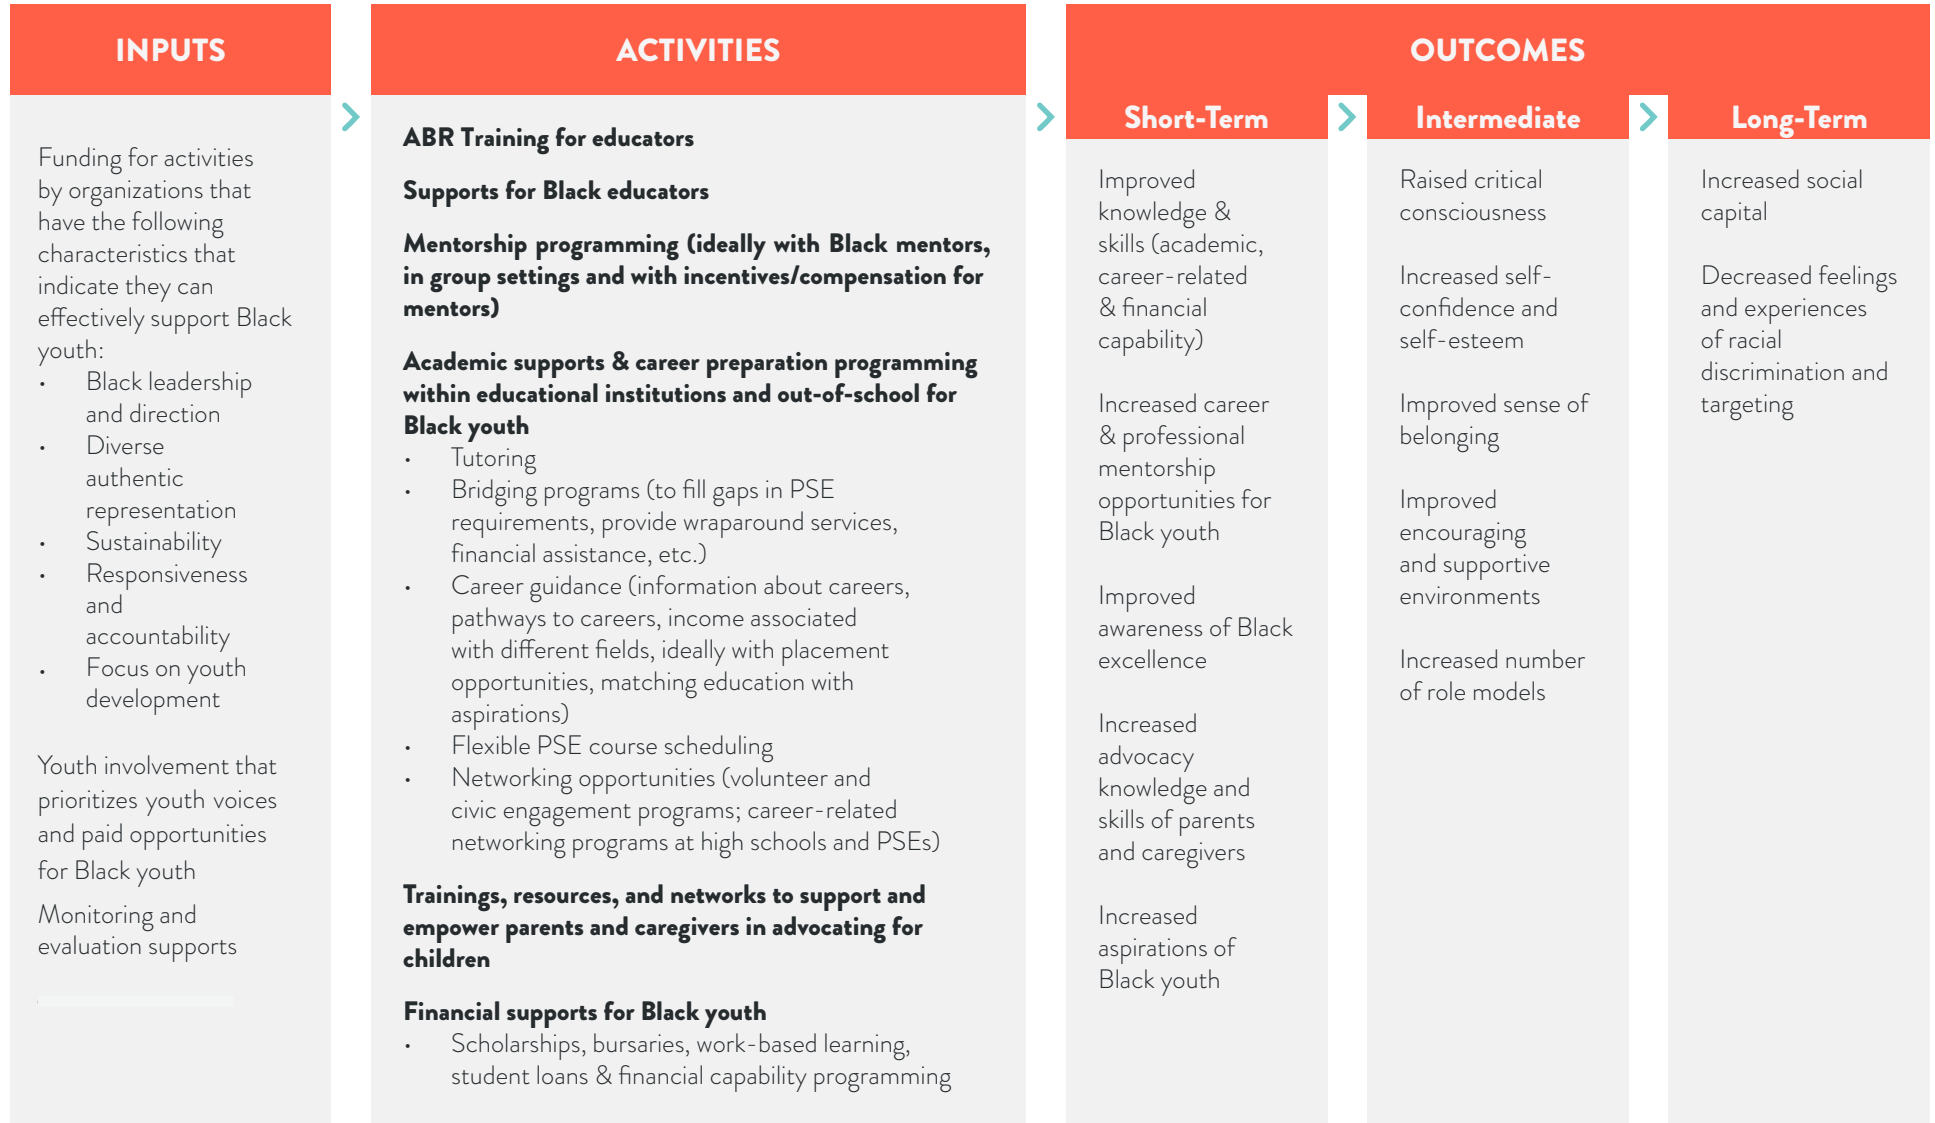 INPUTS
Funding for activities
by organizations that
have the following
characteristics that
indicate they can
effectively support Black
youth:
• Black leadership
and direction
• Diverse
authentic
representation
• Sustainability
• Responsiveness
and
accountability
• Focus on youth
development
Youth involvement that
prioritizes youth voices
and paid opportunities
for Black youth
Monitoring and
evaluation supports
ACTIVITIES
ABR Training for educators
Supports for Black educators
Mentorship programming (ideally with Black mentors,
in group settings and with incentives/compensation for
mentors)
Academic supports & career preparation programming
within educational institutions and out-of-school for
Black youth
• Tutoring
• Bridging programs (to fill gaps in PSE
requirements, provide wraparound services,
financial assistance, etc.)
• Career guidance (information about careers,
pathways to careers, income associated
with different fields, ideally with placement
opportunities, matching education with
aspirations)
• Flexible PSE course scheduling
• Networking opportunities (volunteer and
civic engagement programs; career-related
networking programs at high schools and PSEs)
Trainings, resources, and networks to support and
empower parents and caregivers in advocating for
children
Financial supports for Black youth
• Scholarships, bursaries, work-based learning,
student loans & financial capability programming
OUTCOMES
Short-Term
Improved
knowledge &
skills (academic,
career-related
& financial
capability)
Increased career
& professional
mentorship
opportunities for
Black youth
Improved
awareness of Black
excellence
Increased
advocacy
knowledge and
skills of parents
and caregivers
Increased
aspirations of
Black youth
Intermediate
Raised critical
consciousness
Increased self-
confidence and
self-esteem
Improved sense of
belonging
Improved
encouraging
and supportive
environments
Increased number
of role models
Long-Term
Increased social
capital
Decreased feelings
and experiences
of racial
discrimination and
targeting